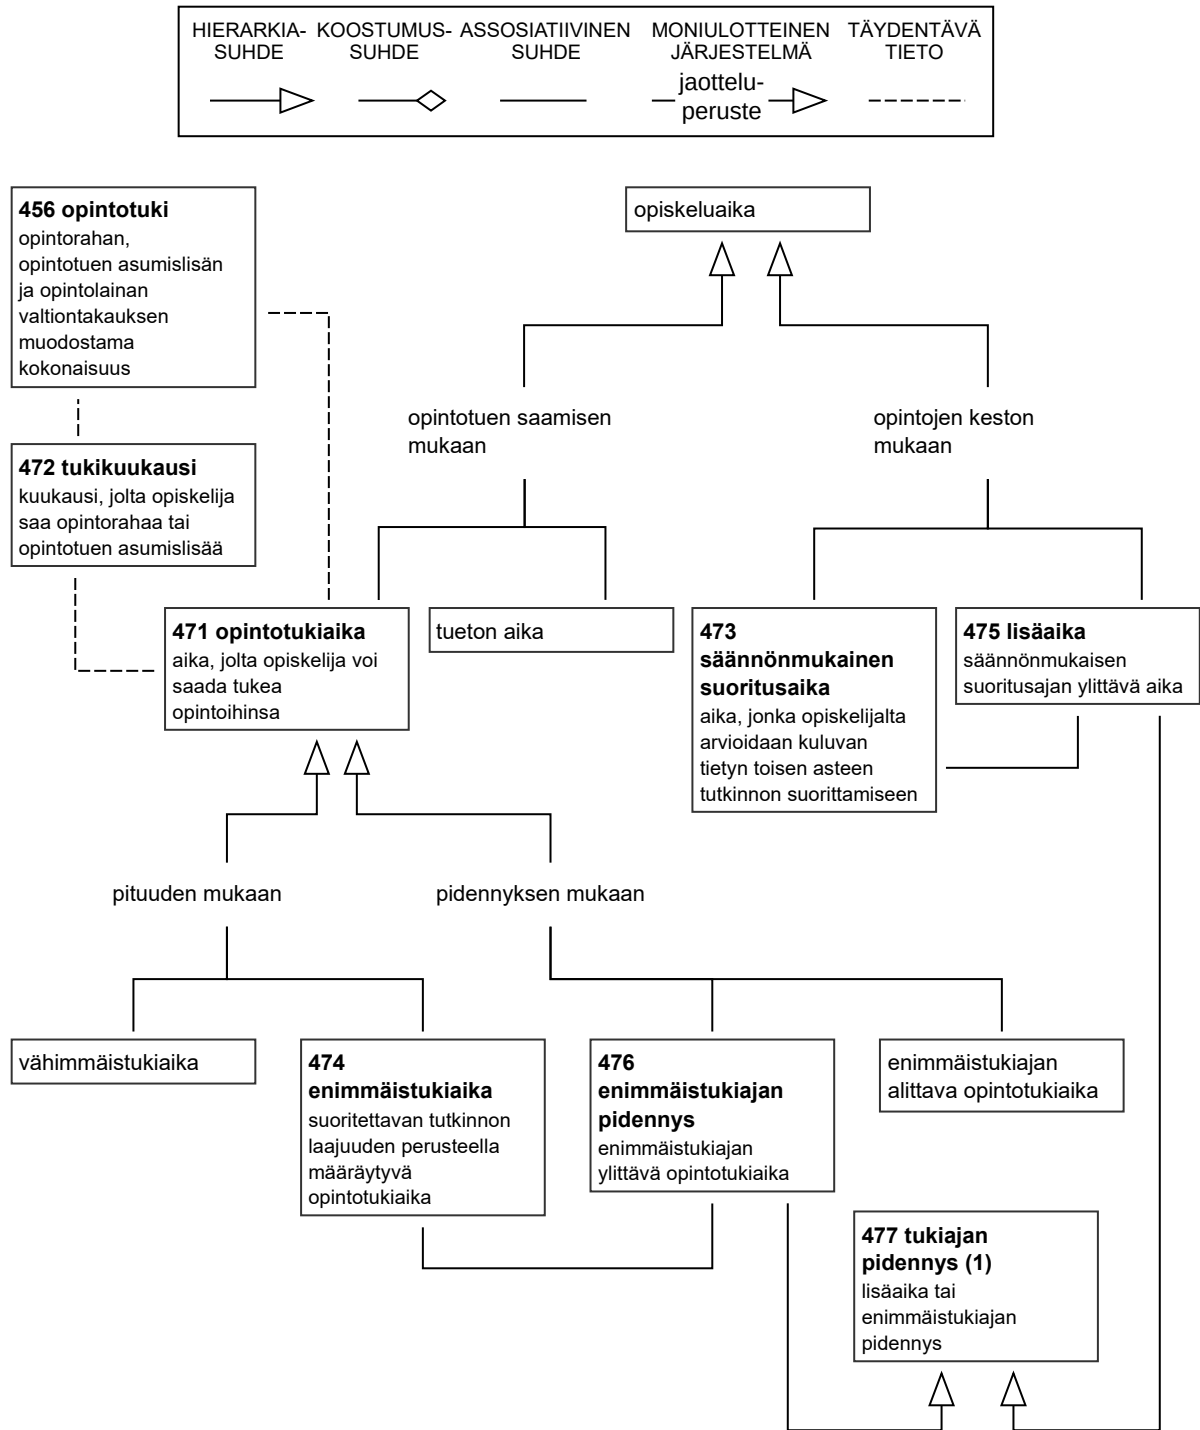 HIERARKIA-
SUHDE
KOOSTUMUS-
SUHDE
ASSOSIATIIVINEN
SUHDE
MONIULOTTEINEN
JÄRJESTELMÄ
TÄYDENTÄVÄ
TIETO
jaottelu-
peruste
456 opintotuki
opintorahan,
opintotuen asumislisän
ja opintolainan
valtiontakauksen
muodostama
kokonaisuus
opiskeluaika
472 tukikuukausi
kuukausi, jolta opiskelija
saa opintorahaa tai
opintotuen asumislisää
opintotuen saamisen
mukaan
opintojen keston
mukaan
471 opintotukiaika
aika, jolta opiskelija voi
saada tukea
opintoihinsa
tueton aika
473
säännönmukainen
suoritusaika
aika, jonka opiskelijalta
arvioidaan kuluvan
tietyn toisen asteen
tutkinnon suorittamiseen
475 lisäaika
säännönmukaisen
suoritusajan ylittävä aika
pituuden mukaan
pidennyksen mukaan
vähimmäistukiaika
474
enimmäistukiaika
suoritettavan tutkinnon
laajuuden perusteella
määräytyvä
opintotukiaika
476
enimmäistukiajan
pidennys
enimmäistukiajan
ylittävä opintotukiaika
enimmäistukiajan
alittava opintotukiaika
477 tukiajan
pidennys (1)
lisäaika tai
enimmäistukiajan
pidennys